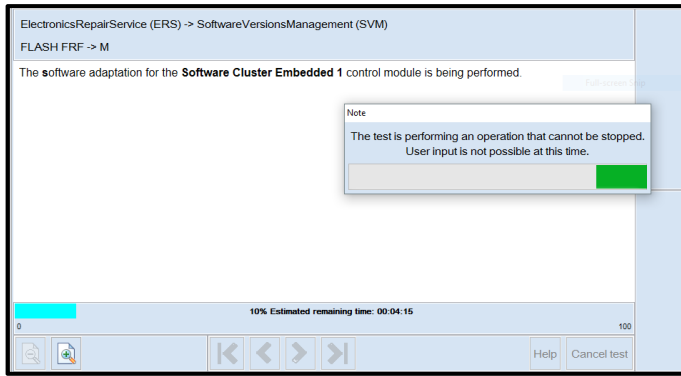 ElectronicsRepairService (ERS) -> SoftwareVersionsManagement (SVM)
FLASH FRF -> M
The software adaptation for the Software Cluster Embedded 1 control module is being performed.
Note
The test is performing an operation that cannot be stopped.
User input is not possible at this time.
10% Estimated remaining time: 00:04:15
0
100
Help
Cancel test